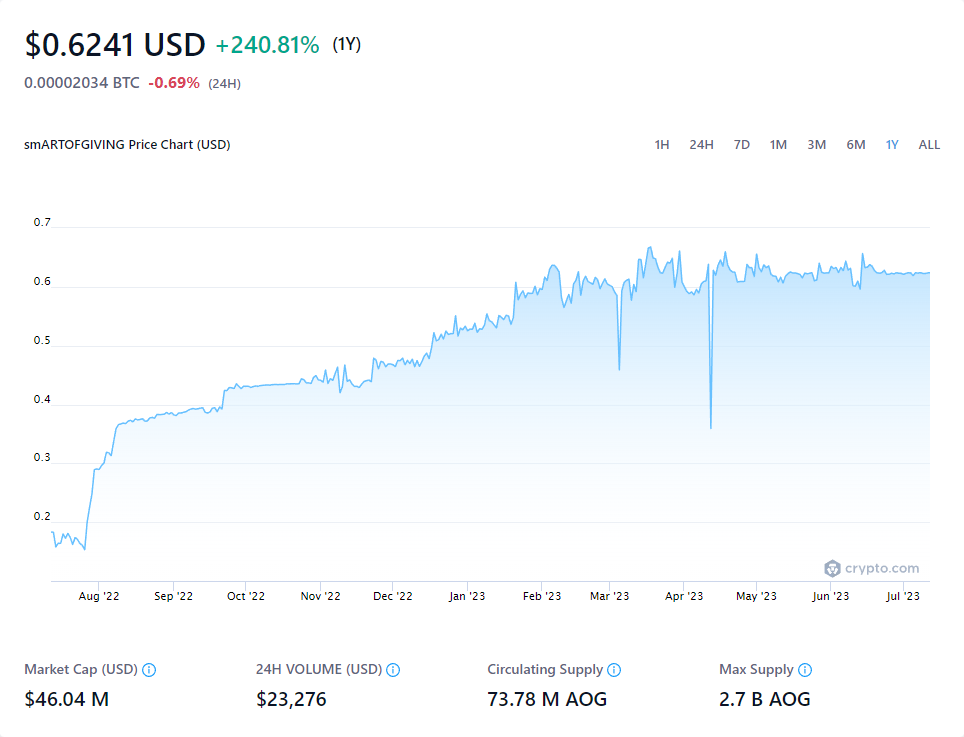 $0.6241 USD +240.81% (1Y)
0.00002034 BTC -0.69% (24H)
smARTOFGIVING Price Chart (USD) 1H 24H 7D 1M 3M 6M 1Y ALL
0.7
0.6
0.5
0.4
0.3
0.2
crypto.com
Aug '22 Sep '22 Oct '22 Nov '22 Dec '22 Jan '23 Feb '23 Mar '23 Apr '23 May '23 Jun '23 Jul '23
Market Cap (USD) 24H VOLUME (USD) Circulating Supply Max Supply
$46.04 M $23,276 73.78 M AOG 2.7 B AOG